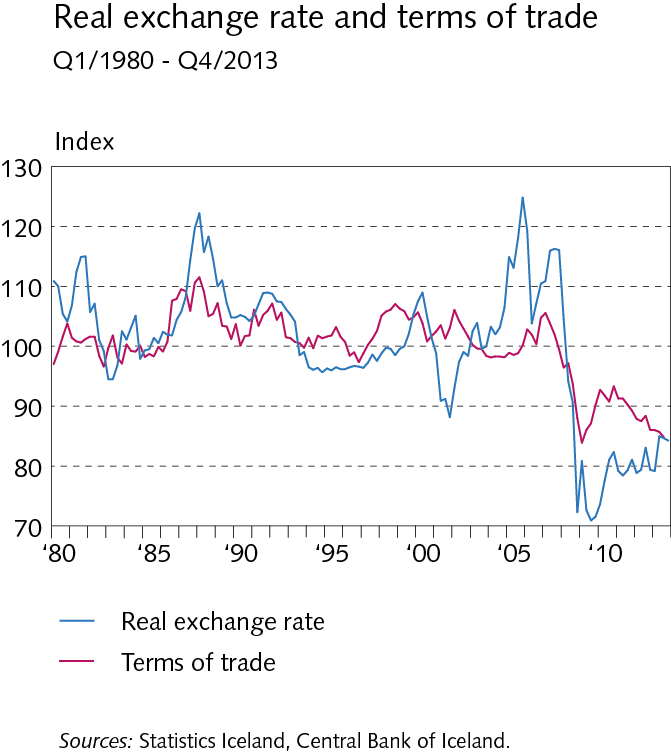 Real exchange rate and terms of trade
Q1/1980 - Q4/2013
Index
130
120
110
100
90
80
70
‘80 ‘85 ‘90 ‘95 ‘00 ‘05 ‘10
Real exchange rate
Terms of trade
Sources: Statistics Iceland, Central Bank of Iceland.